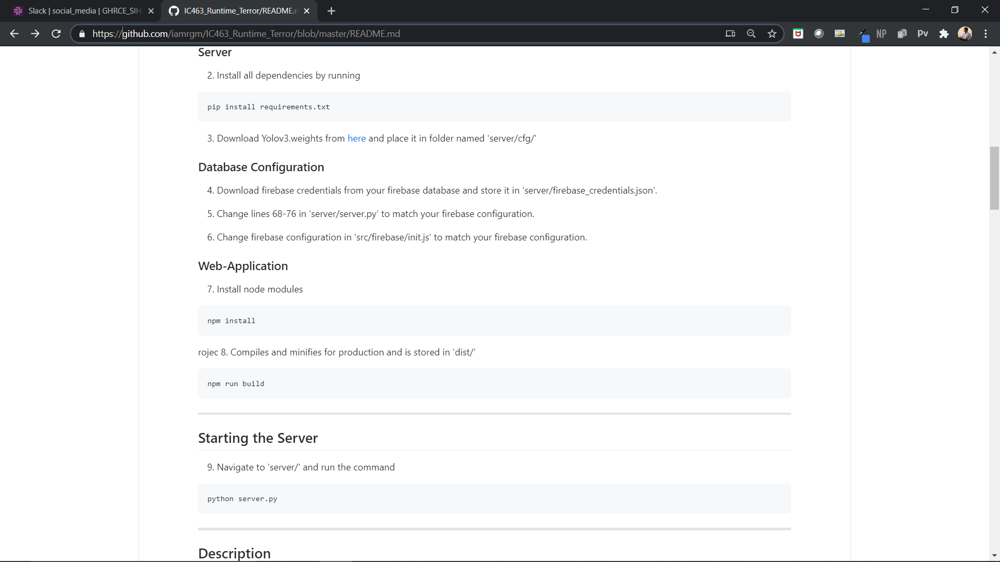 Slack | social_media | GHRCE_SIH
IC463_Runtime_Terror/README.m
https://github.com/iamrgm/IC463_Runtime_Terror/blob/master/README.md
NP
Pv
Server
2. Install all dependencies by running
pip install requirements.txt
3. Download Yolov3.weights from here and place it in folder named 'server/cfg/'
Database Configuration
4. Download firebase credentials from your firebase database and store it in 'server/firebase_credentials.json'.
5. Change lines 68-76 in 'server/server.py' to match your firebase configuration.
6. Change firebase configuration in 'src/firebase/init.js' to match your firebase configuration.
Web-Application
7. Install node modules
npm install
rojec 8. Compiles and minifies for production and is stored in 'dist/'
npm run build
Starting the Server
9. Navigate to 'server/' and run the command
python server.py
Description